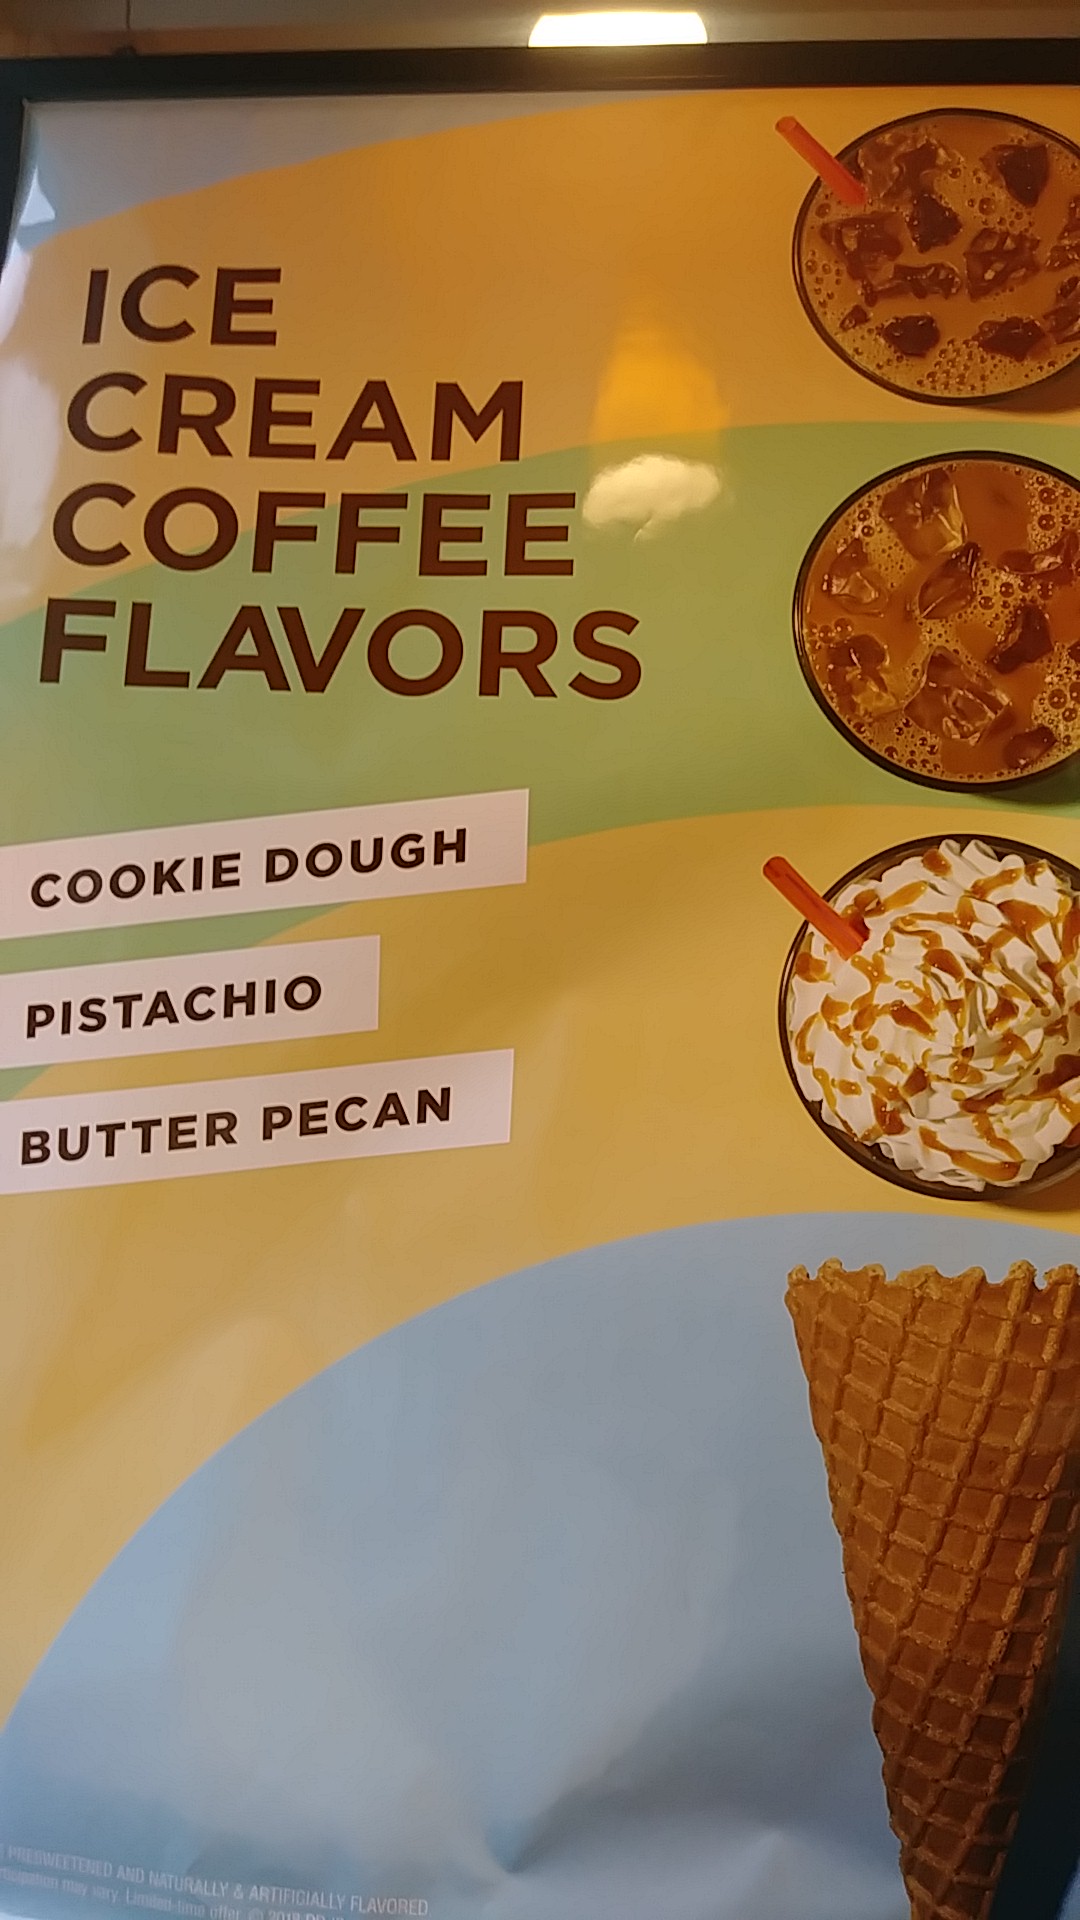 ICE
CREAM
COFFEE
FLAVORS
COOKIE DOUGH
PISTACHIO
BUTTER PECAN
PRESWEETENED AND NATURALLY & ARTIFICIALLY FLAVORED.
may vary. Limited-time offer. ©